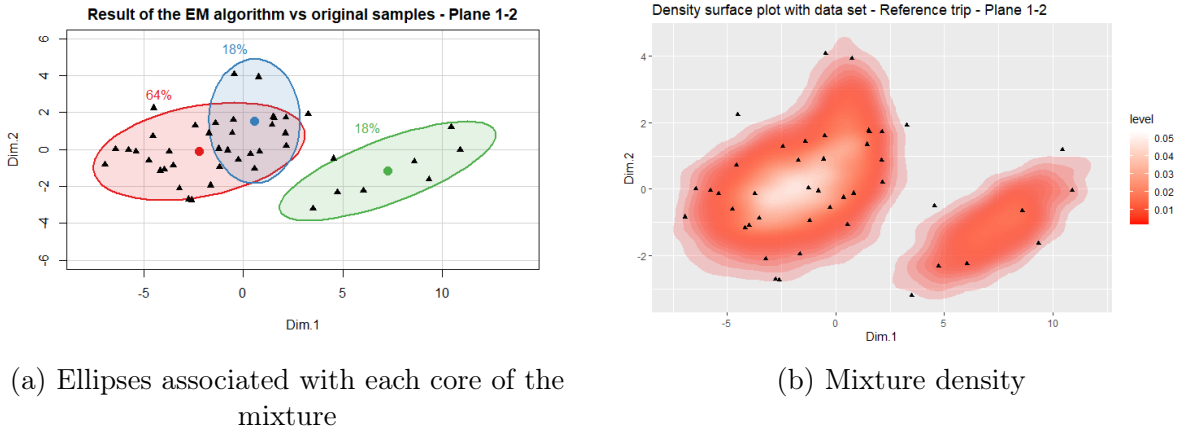 Result of the EM algorithm vs original samples - Plane 1-2
6
4
2
0
-2
-4
-6
Dim.2
18%
64%
18%
-5
0
5
10
Dim.1
(a) Ellipses associated with each core of the
mixture
Density surface plot with data set - Reference trip - Plane 1-2
4
2
0
-2
Dim.2
-5
0
5
10
Dim.1
level
0.05
0.04
0.03
0.02
0.01
(b) Mixture density